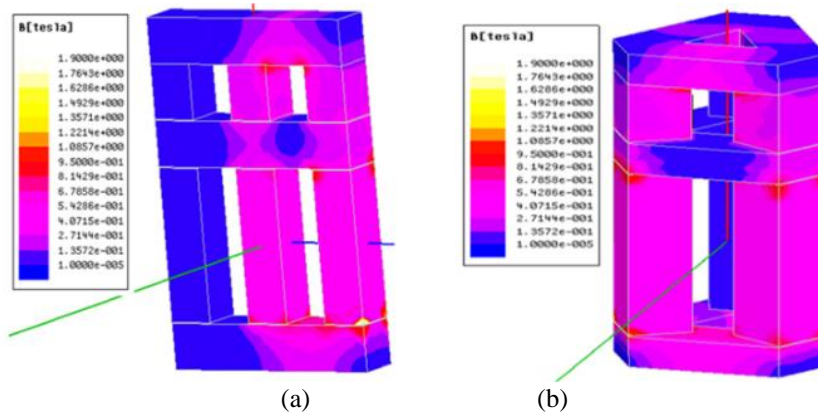 B[tesla]
1.9000e+000
1.7643e+000
1.6286e+000
1.4929e+000
1.3571e+000
1.2214e+000
1.0857e+000
9.5000e-001
8.1429e-001
6.7858e-001
5.4286e-001
4.0715e-001
2.7144e-001
1.3572e-001
1.0000e-005
B[tesla]
1.9000e+000
1.7643e+000
1.6286e+000
1.4929e+000
1.3571e+000
1.2214e+000
1.0857e+000
9.5000e-001
8.1429e-001
6.7858e-001
5.4286e-001
4.0715e-001
2.7144e-001
1.3572e-001
1.0000e-005
(a)
(b)